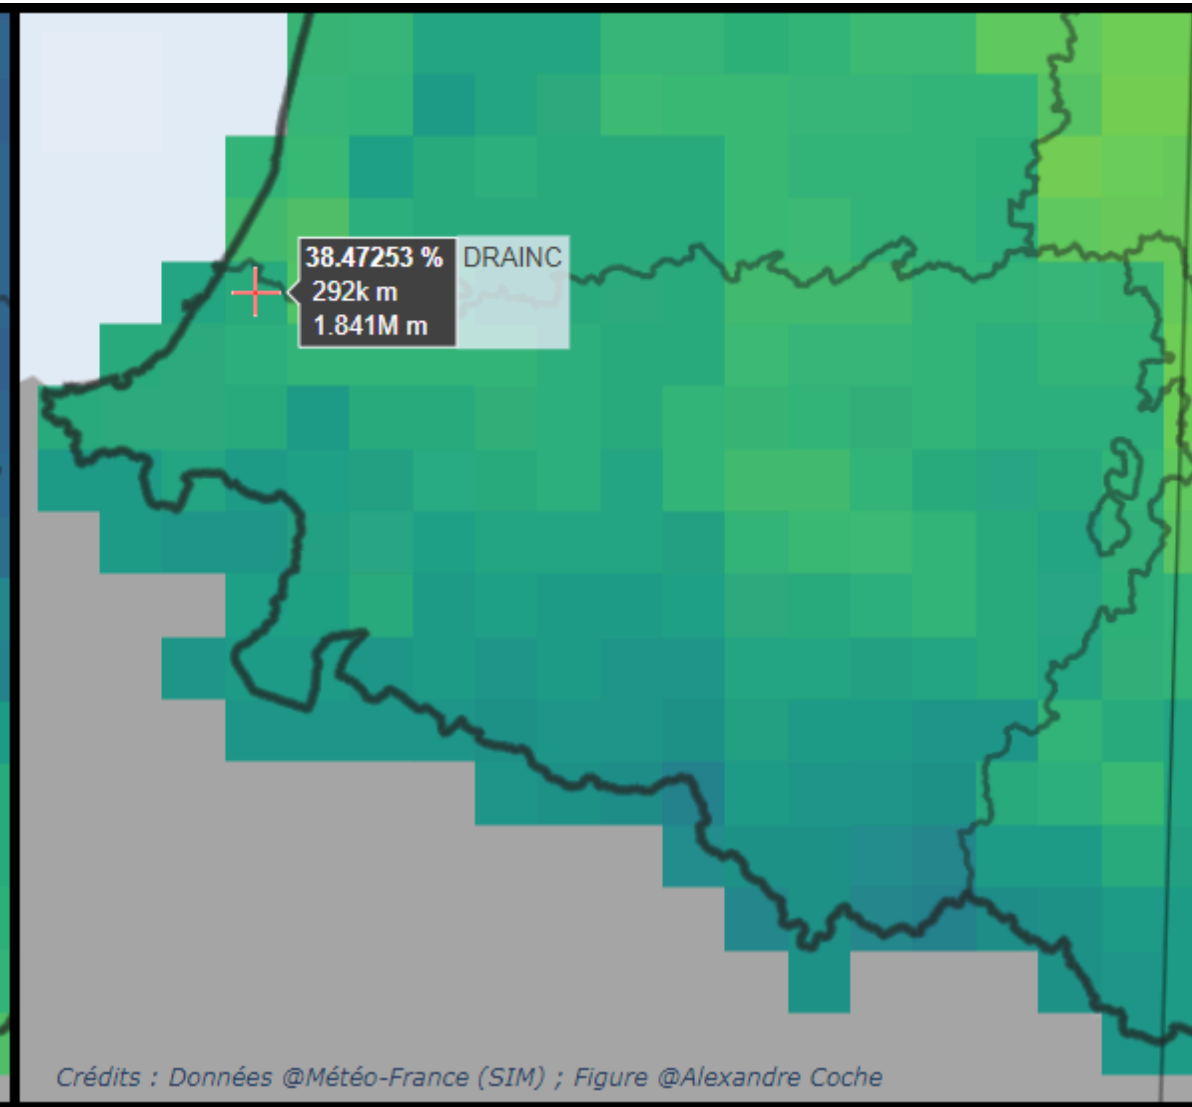 38.47253 % DRAINC
292k m
1.841M m
Crédits : Données @Météo-France (SIM) ; Figure @Alexandre Coche